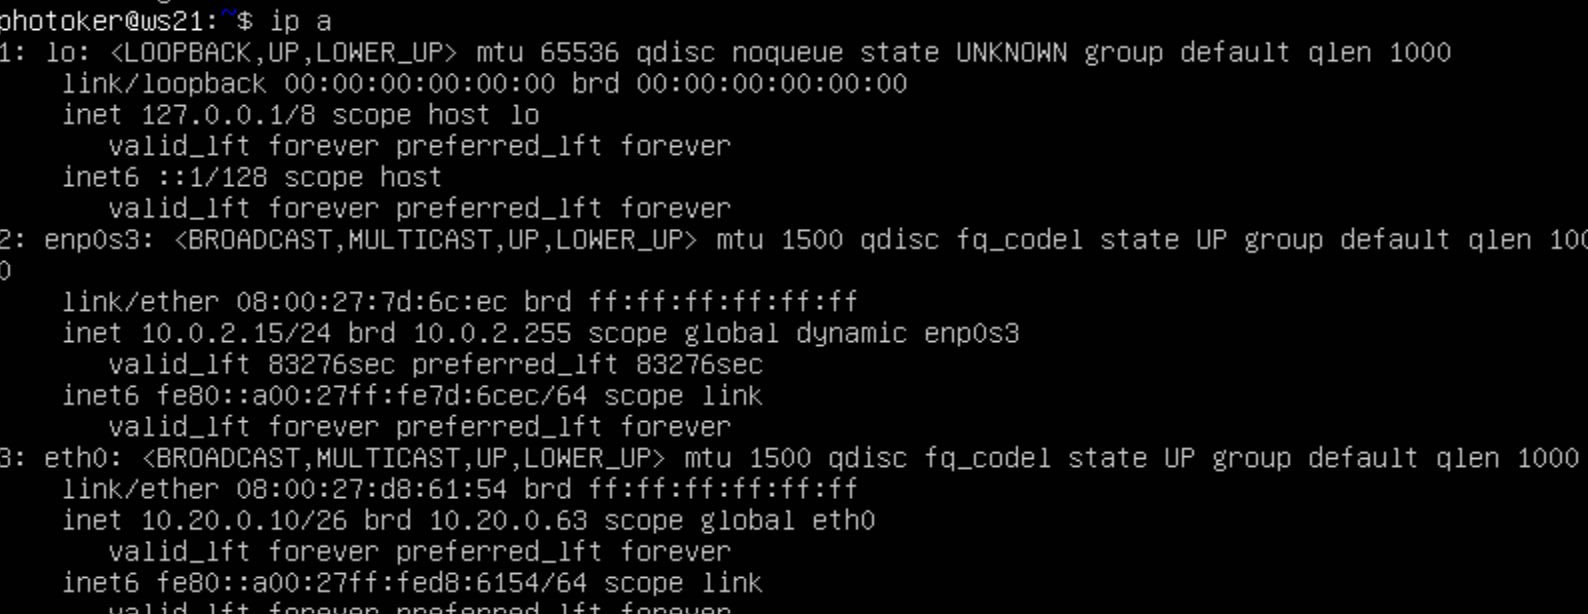 photoker@ws21:~$ ip a
1: lo: <LOOPBACK,UP,LOWER_UP> mtu 65536 qdisc noqueue state UNKNOWN group default qlen 1000
    link/loopback 00:00:00:00:00:00 brd 00:00:00:00:00:00
    inet 127.0.0.1/8 scope host lo
       valid_lft forever preferred_lft forever
    inet6 ::1/128 scope host
       valid_lft forever preferred_lft forever
2: enp0s3: <BROADCAST,MULTICAST,UP,LOWER_UP> mtu 1500 qdisc fq_codel state UP group default qlen 100
0
    link/ether 08:00:27:7d:6c:ec brd ff:ff:ff:ff:ff:ff
    inet 10.0.2.15/24 brd 10.0.2.255 scope global dynamic enp0s3
       valid_lft 83276sec preferred_lft 83276sec
    inet6 fe80::a00:27ff:fe7d:6cec/64 scope link
       valid_lft forever preferred_lft forever
3: eth0: <BROADCAST,MULTICAST,UP,LOWER_UP> mtu 1500 qdisc fq_codel state UP group default qlen 1000
    link/ether 08:00:27:d8:61:54 brd ff:ff:ff:ff:ff:ff
    inet 10.20.0.10/26 brd 10.20.0.63 scope global eth0
       valid_lft forever preferred_lft forever
    inet6 fe80::a00:27ff:fed8:6154/64 scope link
       valid_lft forever preferred_lft forever